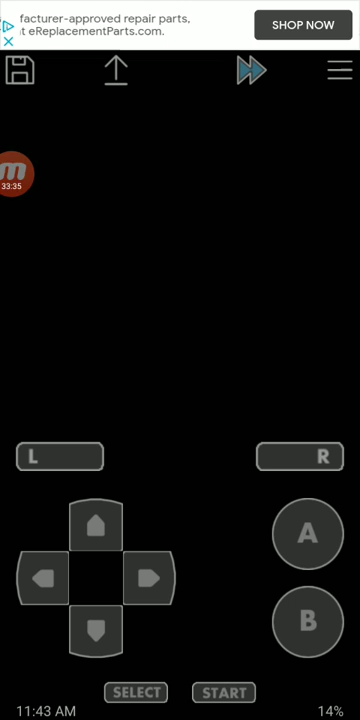 facturer-approved repair parts,
t eReplacementParts.com.
SHOP NOW
33:35
L
R
A
B
SELECT
START
11:43 AM
14%